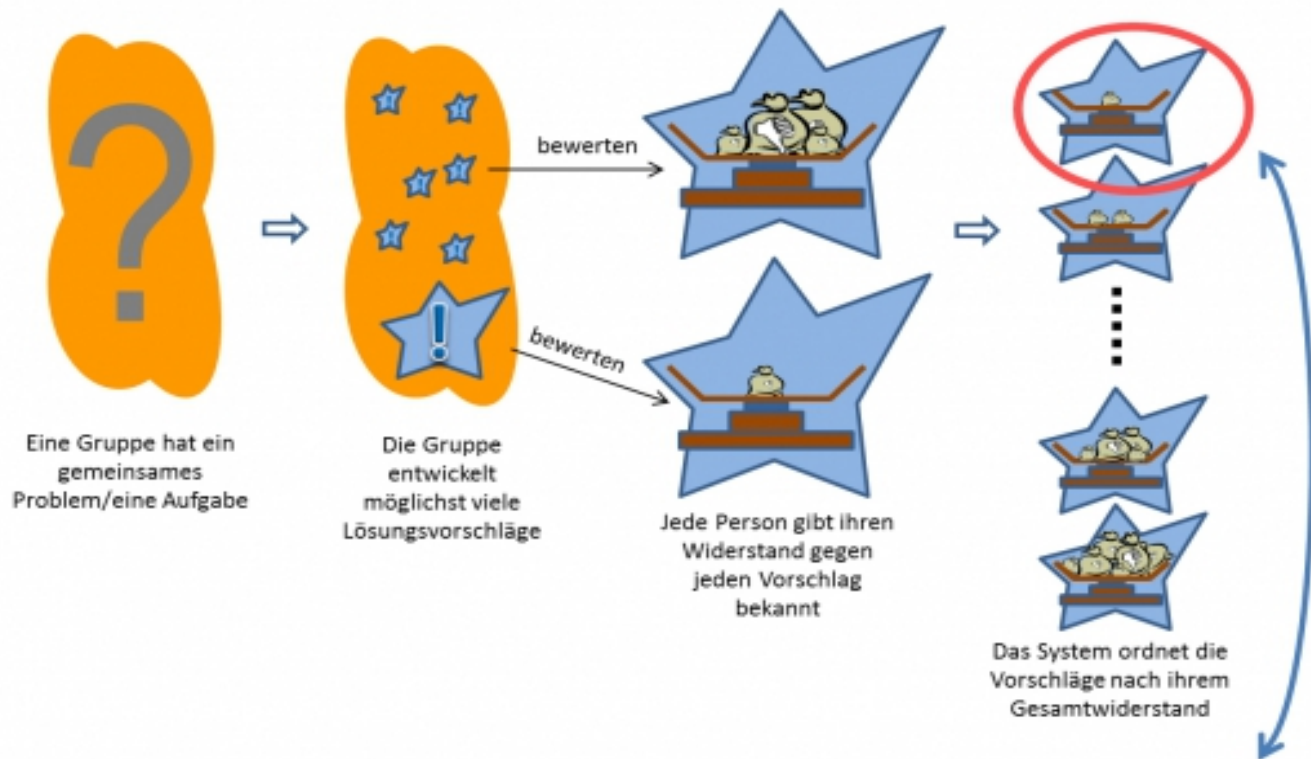 ?
!
bewerten
bewerten
Eine Gruppe hat ein
gemeinsames
Problem/eine Aufgabe
Die Gruppe
entwickelt
möglichst viele
Lösungsvorschläge
Jede Person gibt ihren
Widerstand gegen
jeden Vorschlag
bekannt
Das System ordnet die
Vorschläge nach ihrem
Gesamtwiderstand